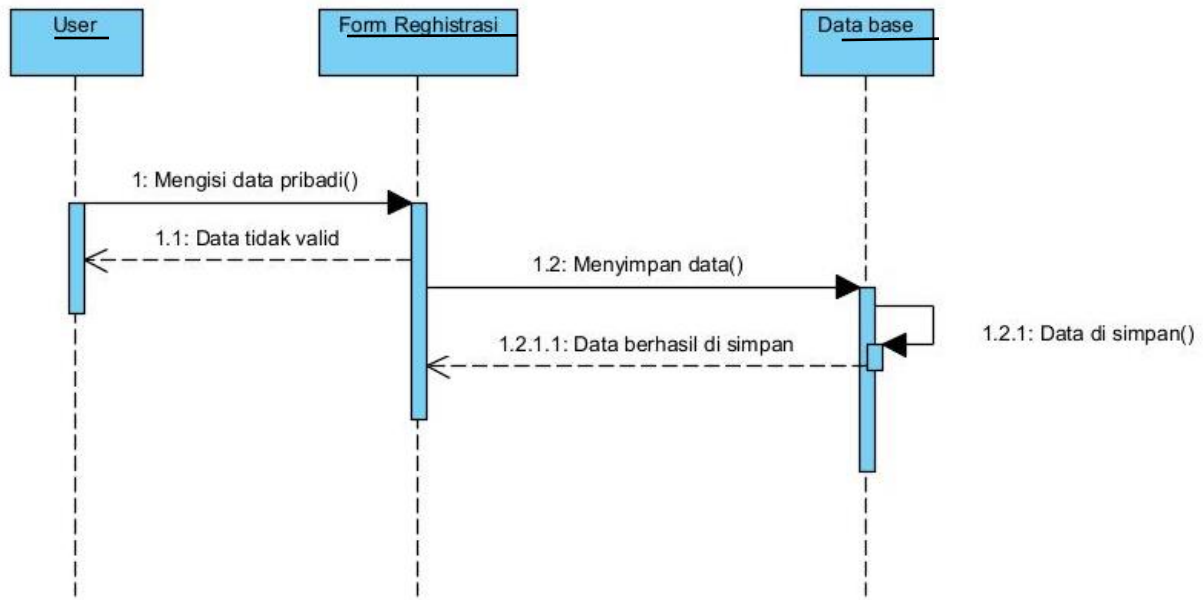 User
Form Reghistrasi
Data base
1: Mengisi data pribadi()
1.1: Data tidak valid
1.2: Menyimpan data()
1.2.1: Data di simpan()
1.2.1.1: Data berhasil di simpan